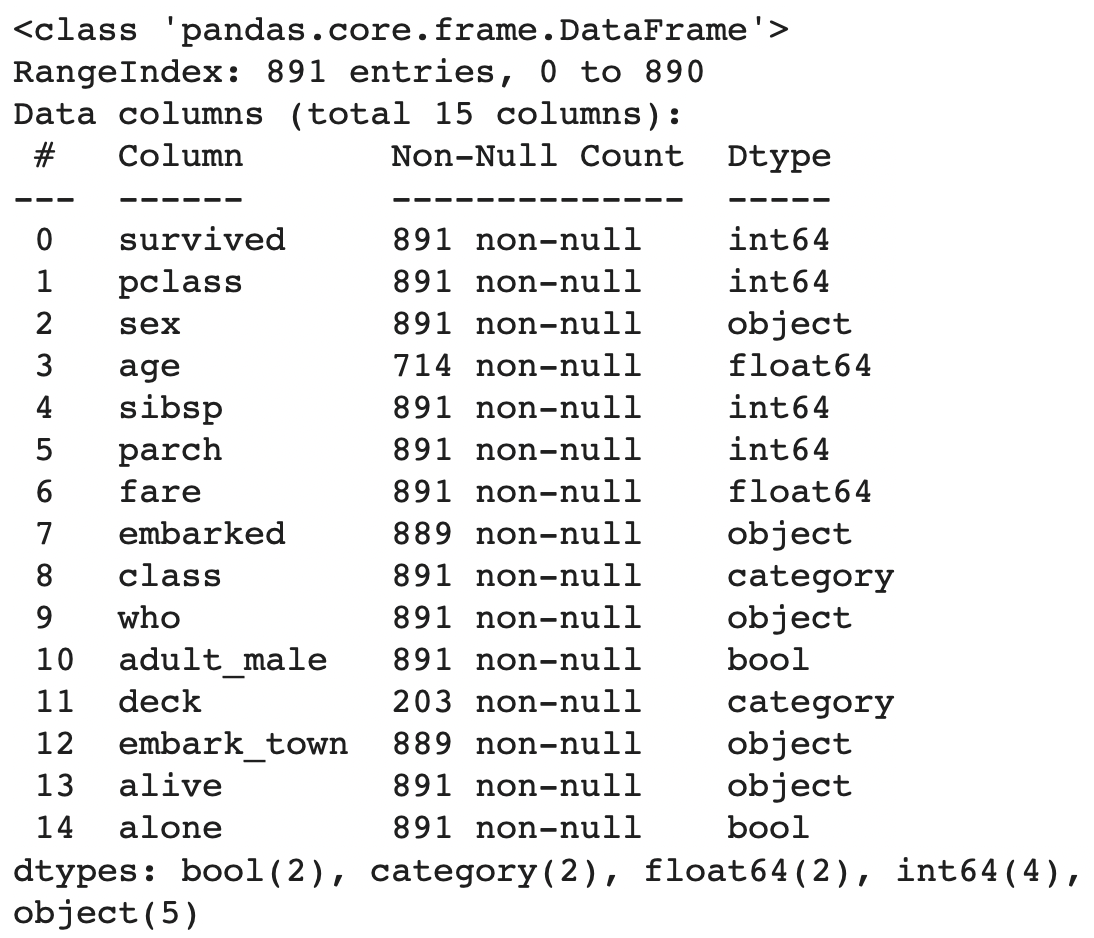 <class 'pandas.core.frame.DataFrame'>
RangeIndex: 891 entries, 0 to 890
Data columns (total 15 columns):
 #   Column       Non-Null Count  Dtype
---  ------       --------------  -----
 0   survived     891 non-null    int64
 1   pclass       891 non-null    int64
 2   sex          891 non-null    object
 3   age          714 non-null    float64
 4   sibsp        891 non-null    int64
 5   parch        891 non-null    int64
 6   fare         891 non-null    float64
 7   embarked     889 non-null    object
 8   class        891 non-null    category
 9   who          891 non-null    object
 10  adult_male   891 non-null    bool
 11  deck         203 non-null    category
 12  embark_town  889 non-null    object
 13  alive        891 non-null    object
 14  alone        891 non-null    bool
dtypes: bool(2), category(2), float64(2), int64(4),
object(5)